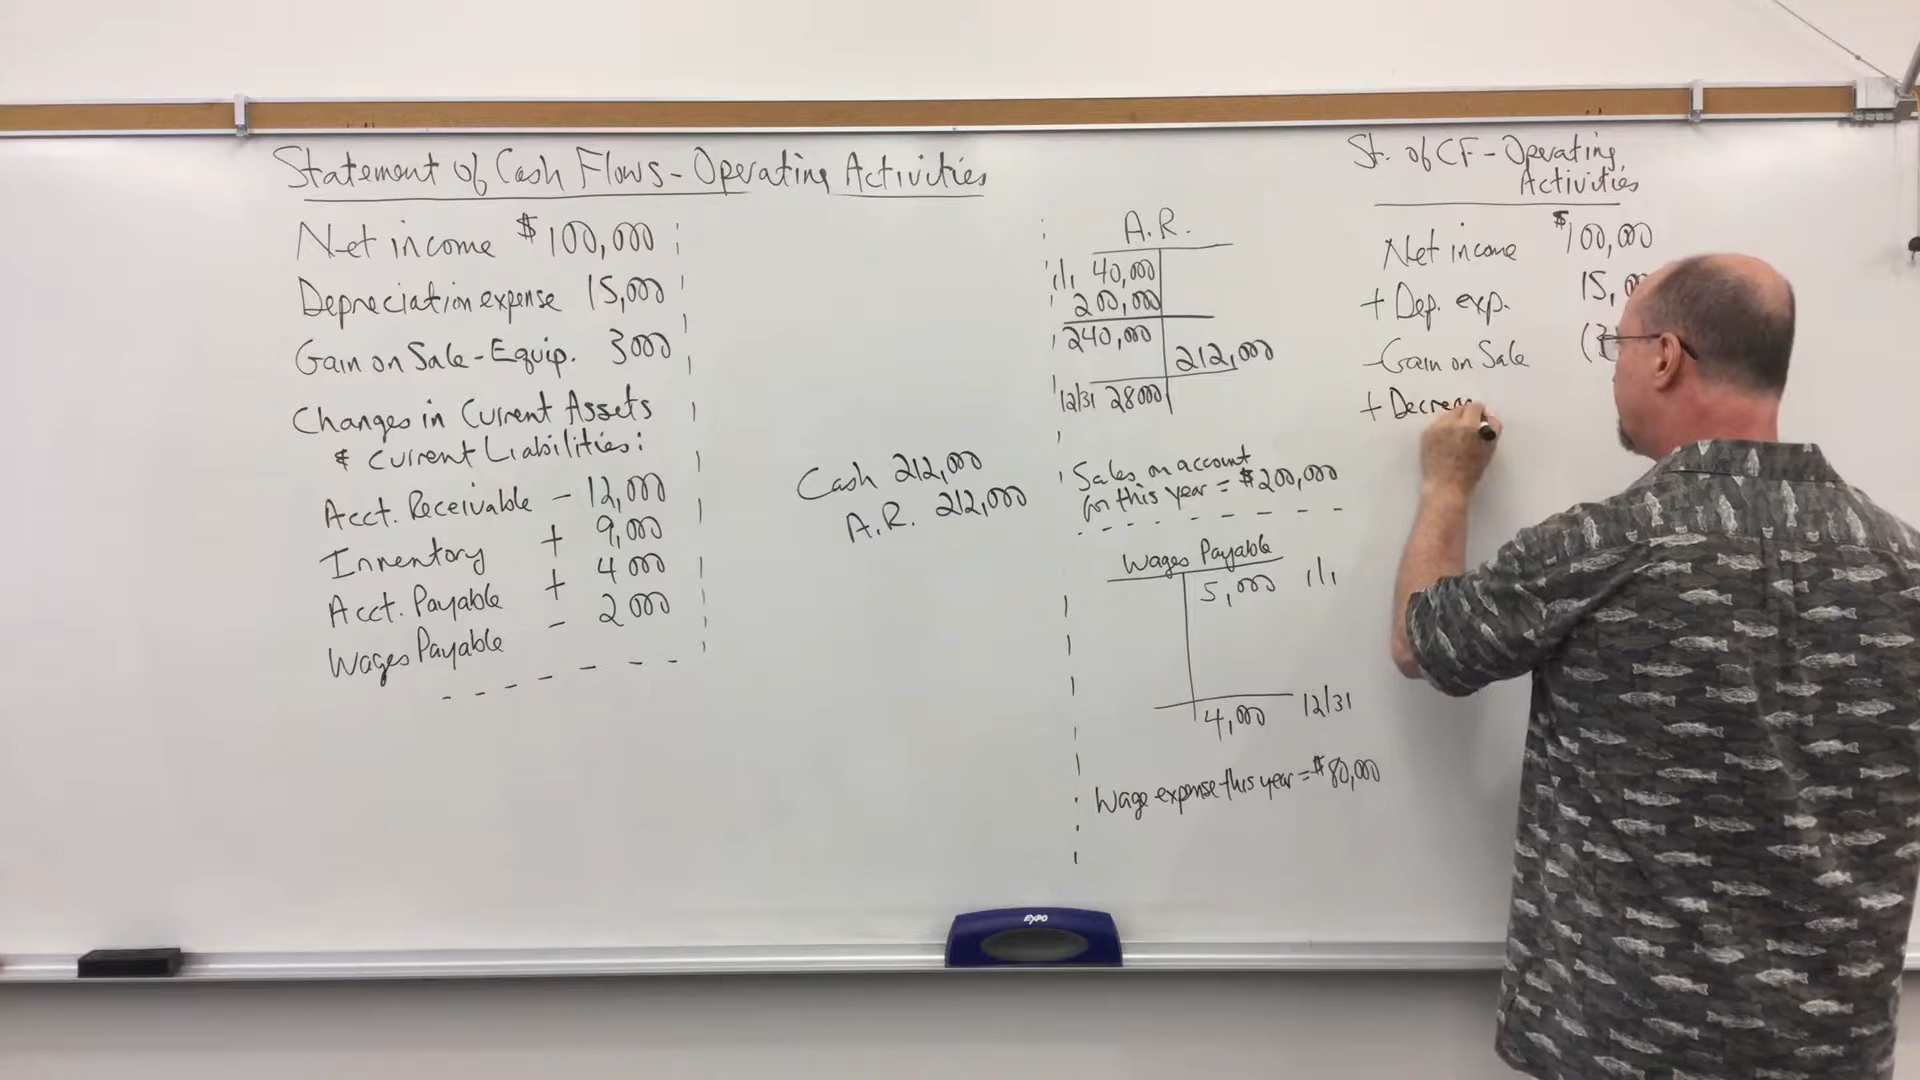 Statement of Cash Flows - Operating Activities
Net income $100,000
Depreciation expense 15,000
Gain on Sale - Equip. 3000
Changes in Current Assets
& Current Liabilities:
Acct. Receivable - 12,000
Inventory + 9,000
Acct. Payable + 4000
Wages Payable - 2000
Cash 212,000
A.R. 212,000
A.R.
1/1 40,000
200,000
240,000
212,000
12/31 28000
Sales on account
on this year = $200,000
Wages Payable
5,000 1/1
4,000 12/31
Wage expense this year = $80,000
St. of CF - Operating
Activities
Net income $100,000
+ Dep. exp.
- Gain on Sale
EXPO